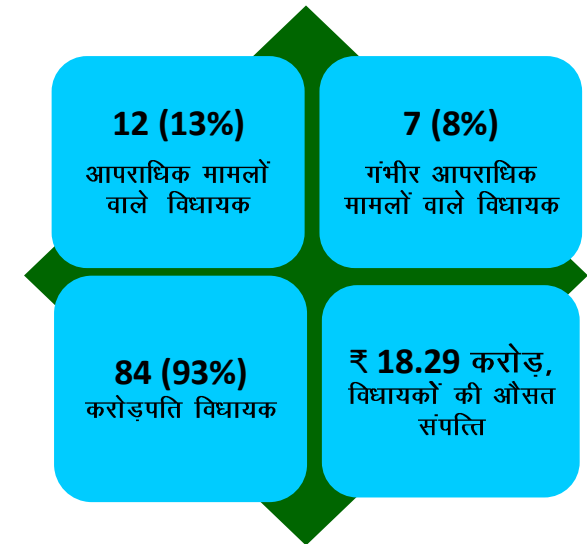 12 (13%)
आपराधिक मामलों
वाले विधायक
7 (8%)
गंभीर आपराधिक
मामलों वाले विधायक
84 (93%)
करोड़पति विधायक
₹ 18.29 करोड़,
विधायकों की औसत
संपत्ति